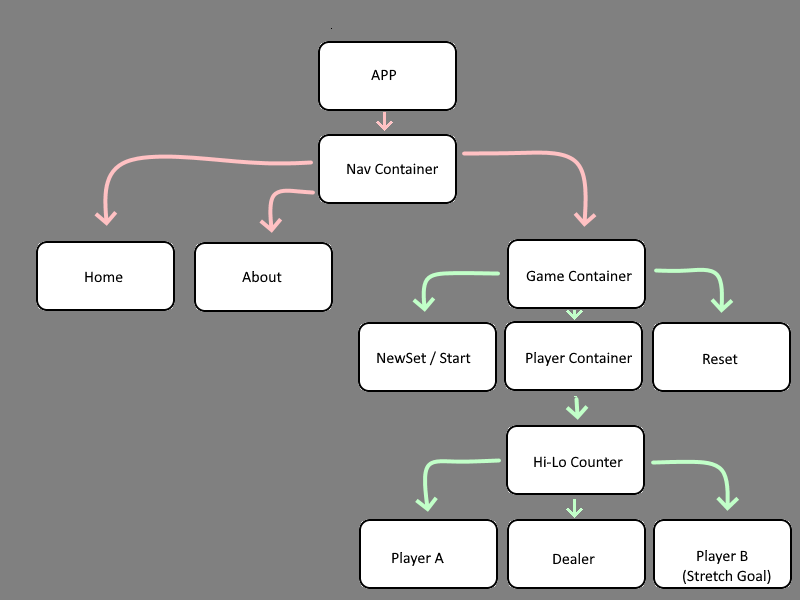 APP
Nav Container
Home
About
Game Container
NewSet / Start
Player Container
Reset
Hi-Lo Counter
Player A
Dealer
Player B
(Stretch Goal)